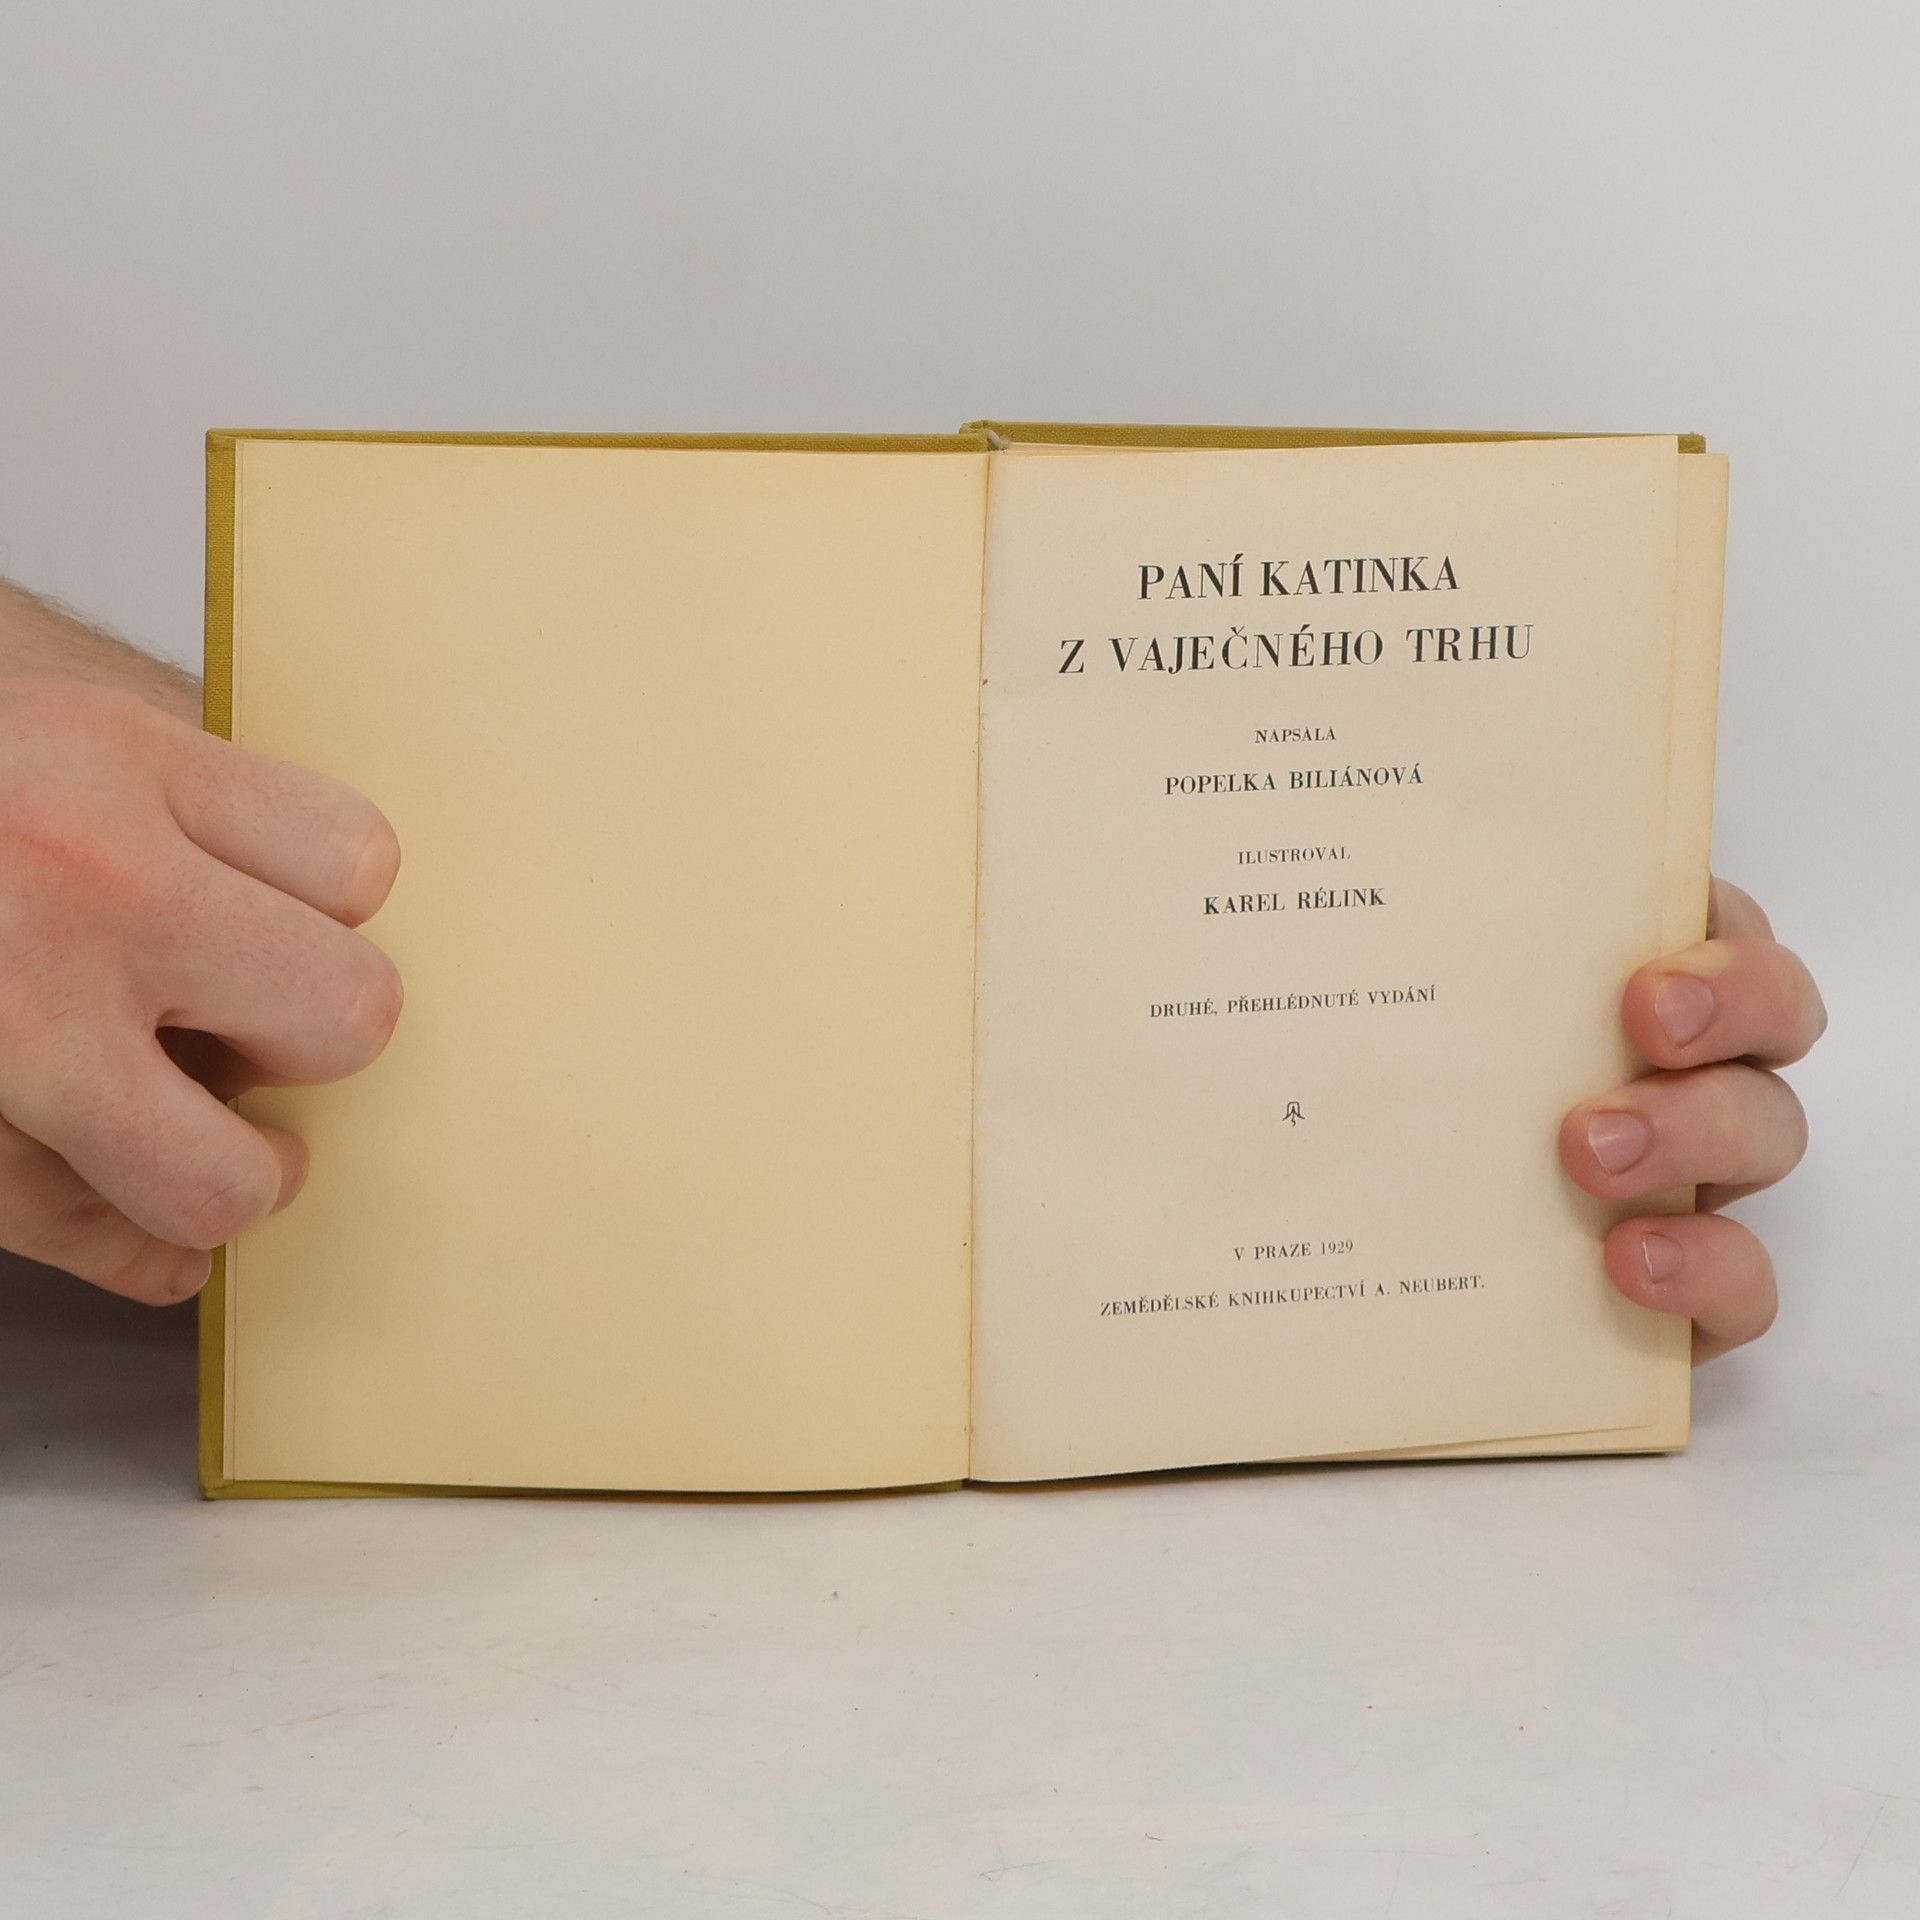 PANÍ KATINKA
Z VAJEČNÉHO TRHU
NAPSALA
POPELKA BILIÁNOVÁ
ILUSTROVAL
KAREL RÉLINK
DRUHÉ, PŘEHLÉDNUTÉ VYDÁNÍ
V PRAZE 1929
ZEMĚDĚLSKÉ KNIHKUPECTVÍ A. NEUBERT.